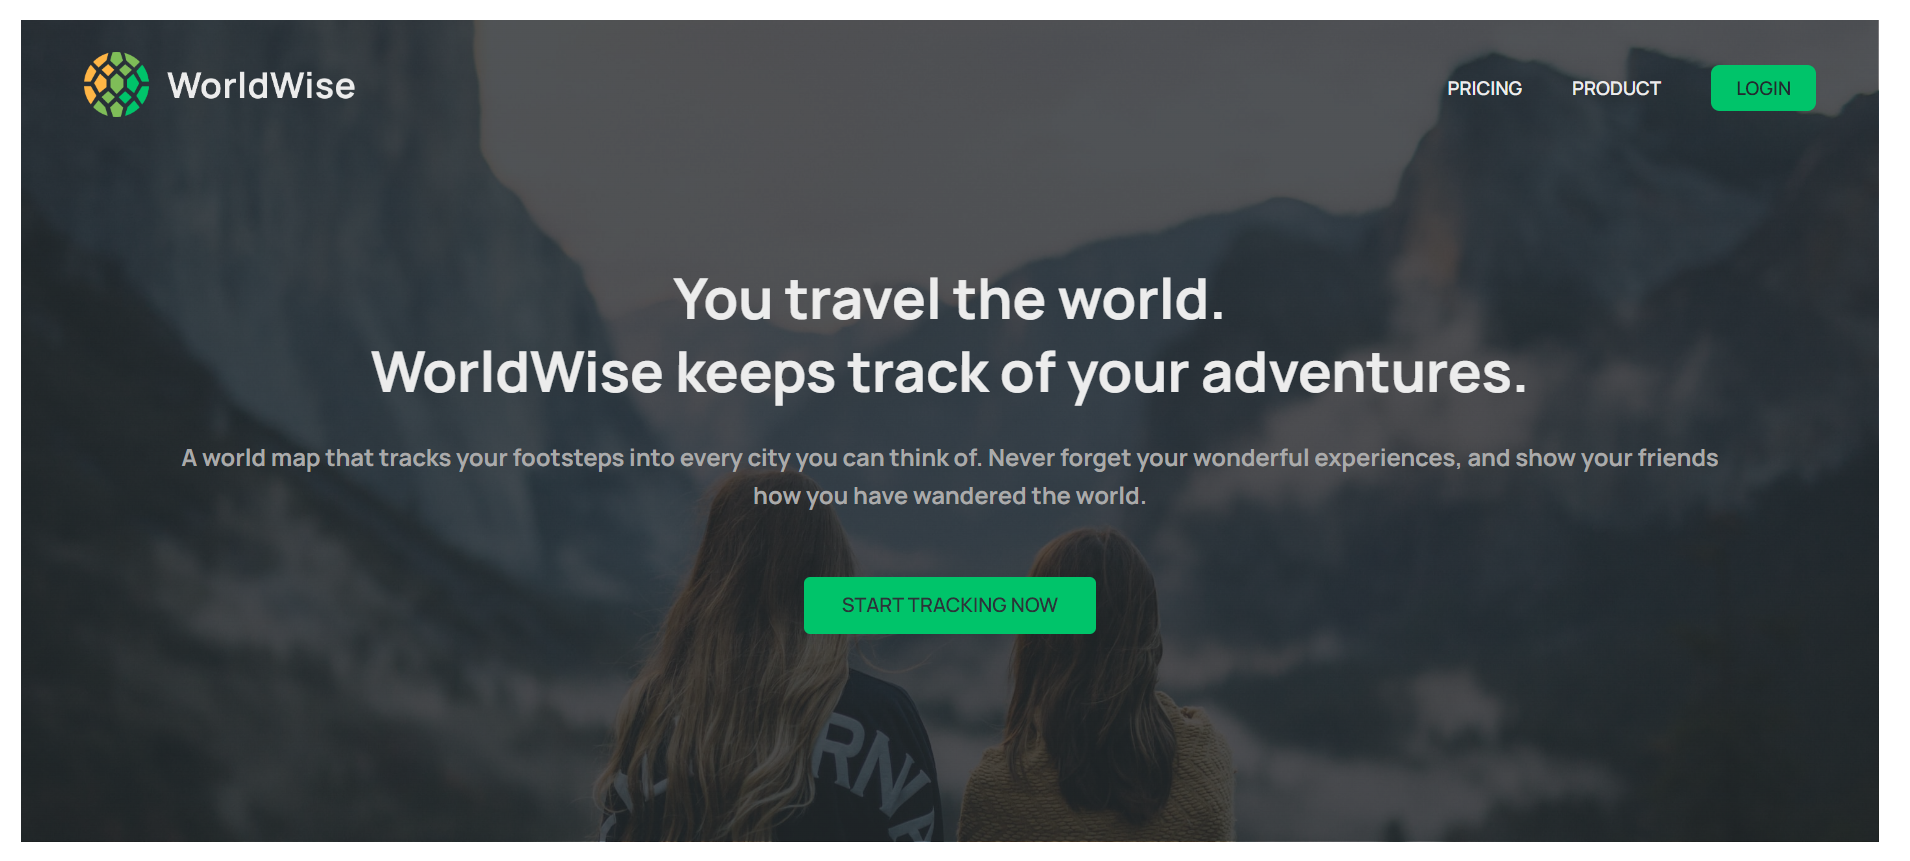 WorldWise
PRICING
PRODUCT
LOGIN
You travel the world.
WorldWise keeps track of your adventures.
A world map that tracks your footsteps into every city you can think of. Never forget your wonderful experiences, and show your friends
how you have wandered the world.
START TRACKING NOW